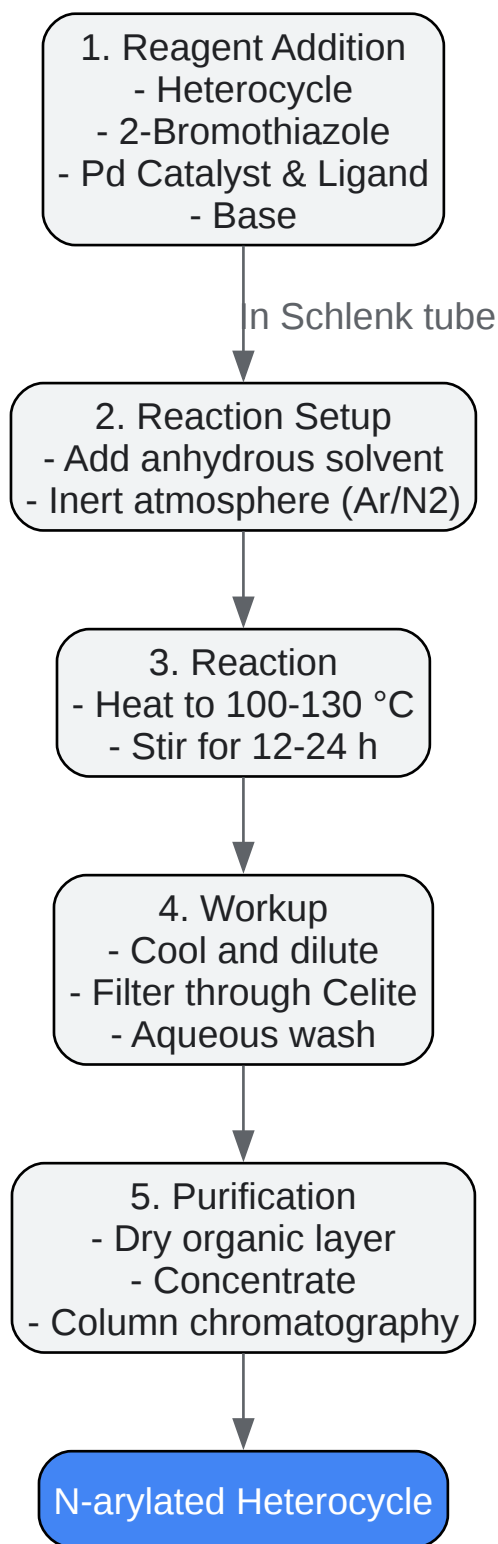 1. Reagent Addition
- Heterocycle
- 2-Bromothiazole
- Pd Catalyst & Ligand
- Base
In Schlenk tube
2. Reaction Setup
- Add anhydrous solvent
- Inert atmosphere (Ar/N2)
3. Reaction
- Heat to 100-130 °C
- Stir for 12-24 h
4. Workup
- Cool and dilute
- Filter through Celite
- Aqueous wash
5. Purification
- Dry organic layer
- Concentrate
- Column chromatography
N-arylated Heterocycle